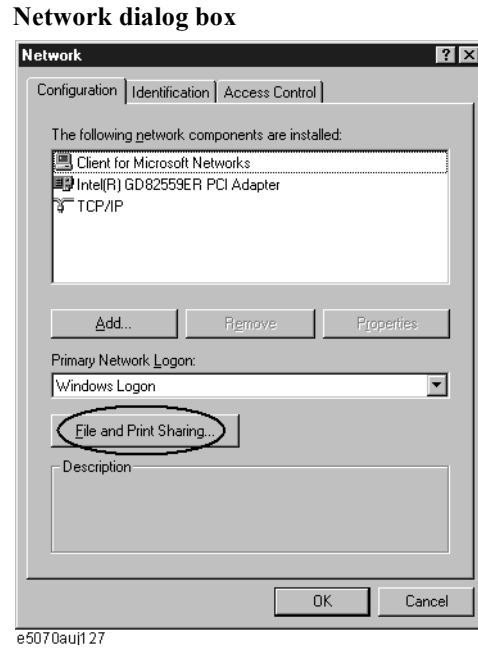 Network dialog box
Network
Configuration Identification Access Control
The following network components are installed:
Client for Microsoft Networks
Intel(R) GD82559ER PCI Adapter
TCP/IP
Add... Remove Properties
Primary Network Logon:
Windows Logon
File and Print Sharing...
Description
OK Cancel
e5070auj127